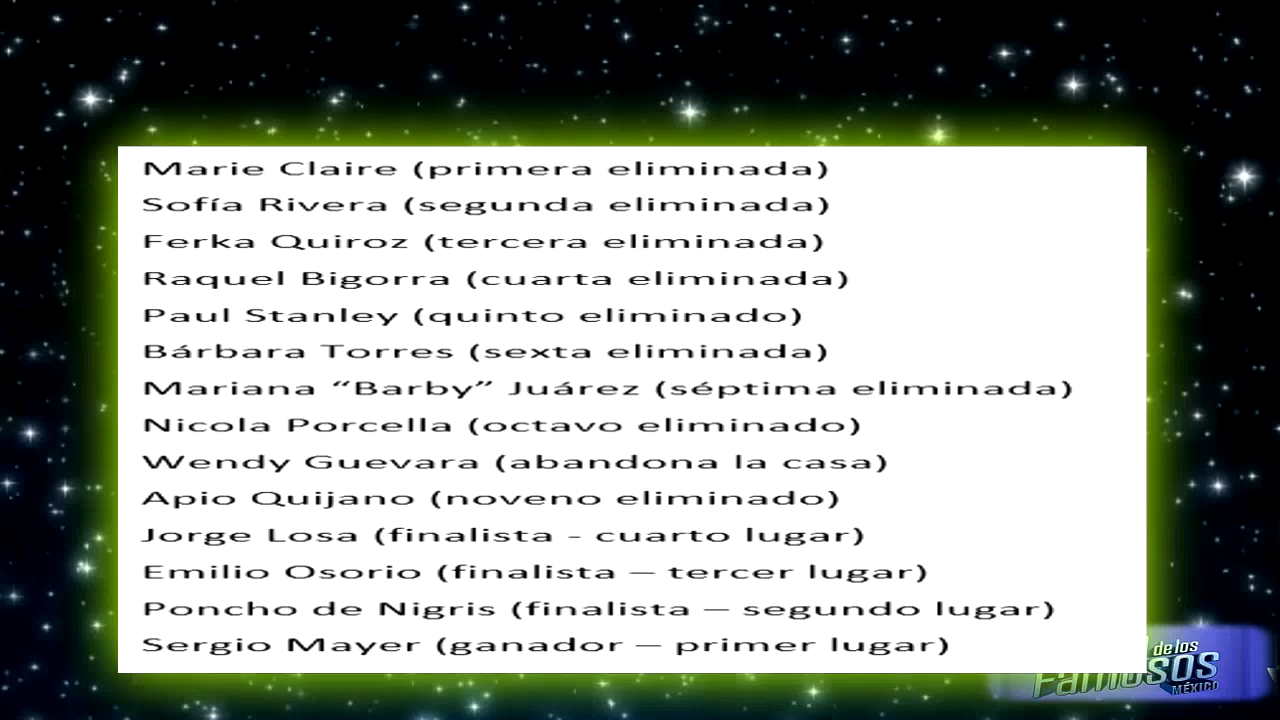 Marie Claire (primera eliminada)
Sofía Rivera (segunda eliminada)
Ferka Quiroz (tercera eliminada)
Raquel Bigorra (cuarta eliminada)
Paul Stanley (quinto eliminado)
Bárbara Torres (sexta eliminada)
Mariana “Barby” Juárez (séptima eliminada)
Nicola Porcella (octavo eliminado)
Wendy Guevara (abandona la casa)
Apio Quijano (noveno eliminado)
Jorge Losa (finalista - cuarto lugar)
Emilio Osorio (finalista – tercer lugar)
Poncho de Nigris (finalista – segundo lugar)
Sergio Mayer (ganador – primer lugar)
de los
Famosos
MÉXICO